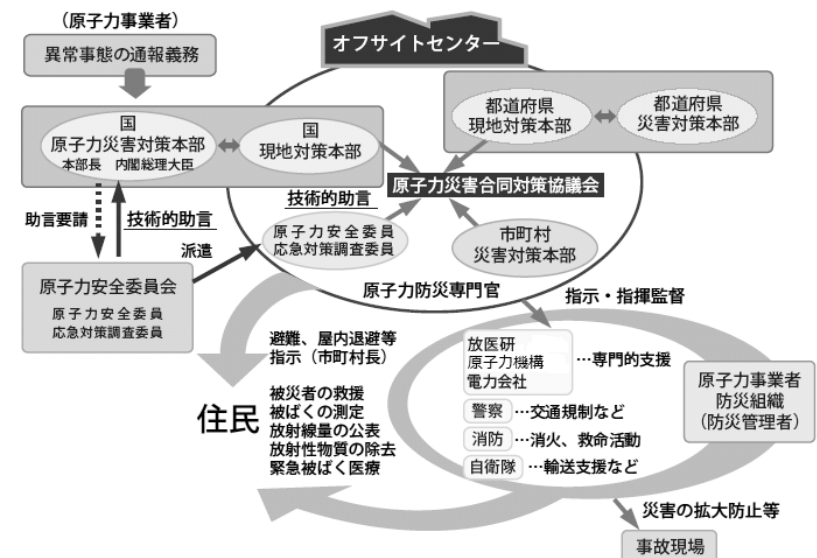 (原子力事業者)
異常事態の通報義務
オフサイトセンター
国
原子力災害対策本部
本部長 内閣総理大臣
国
現地対策本部
都道府県
現地対策本部
都道府県
災害対策本部
原子力災害合同対策協議会
助言要請
技術的助言
派遣
技術的助言
原子力安全委員
応急対策調査委員
市町村
災害対策本部
原子力安全委員会
原子力安全委員
応急対策調査委員
原子力防災専門官
指示・指揮監督
避難、屋内退避等
指示(市町村長)
住民
被災者の救援
被ばくの測定
放射線量の公表
放射性物質の除去
緊急被ばく医療
放医研
原子力機構
電力会社
…専門的支援
警察 …交通規制など
消防 …消火、救命活動
自衛隊 …輸送支援など
原子力事業者
防災組織
(防災管理者)
災害の拡大防止等
事故現場